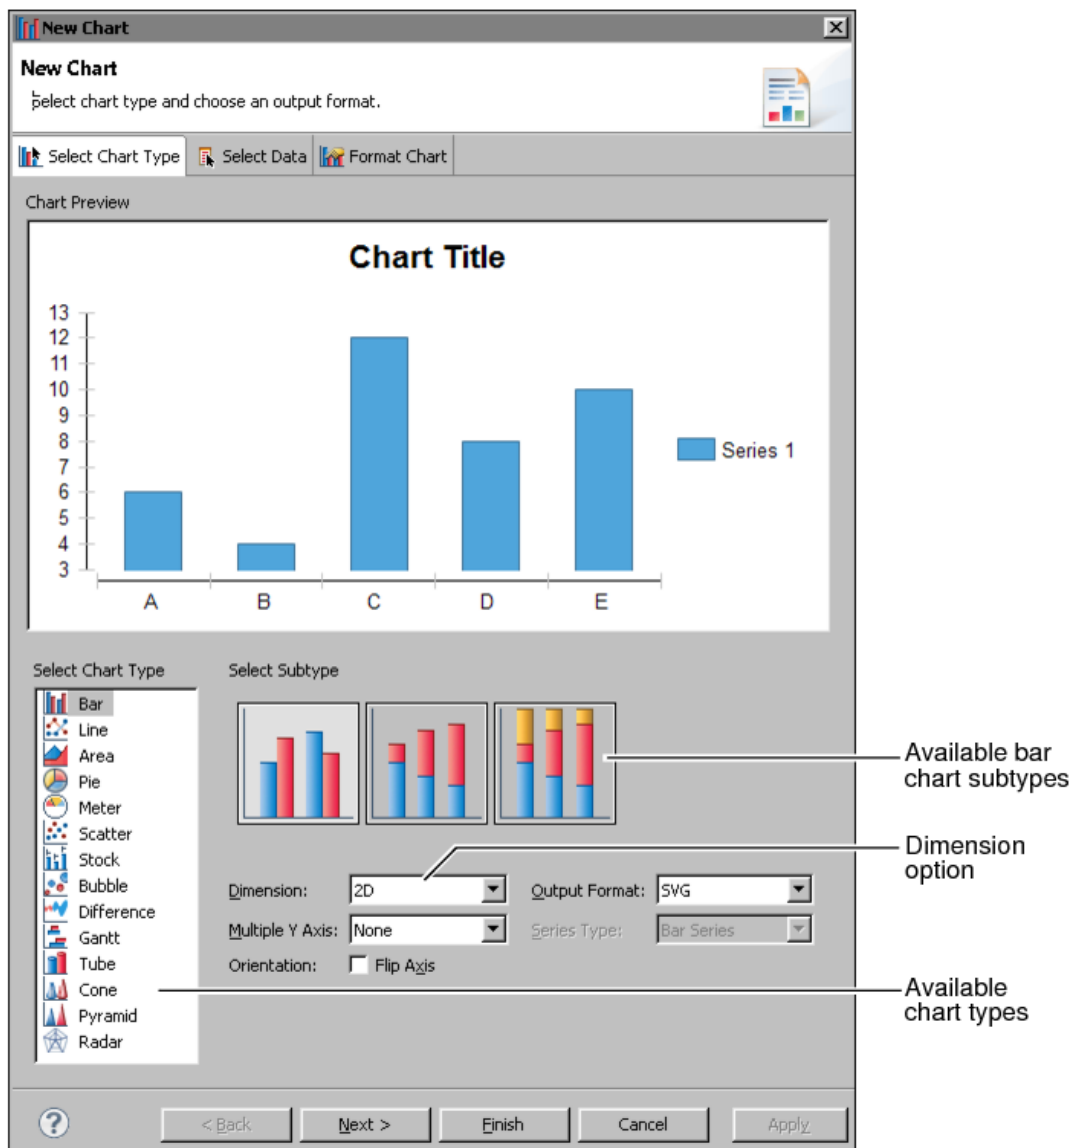 New Chart
New Chart
Select chart type and choose an output format.
Select Chart Type
Select Data
Format Chart
Chart Preview
Chart Title
13
12
11
10
9
8
7
6
5
4
3
A
B
C
D
E
Series 1
Select Chart Type
Select Subtype
Bar
Line
Area
Pie
Meter
Scatter
Stock
Bubble
Difference
Gantt
Tube
Cone
Pyramid
Radar
Available bar
chart subtypes
Dimension
option
Dimension: 2D
Output Format: SVG
Multiple Y Axis: None
Series Type: Bar Series
Orientation: Flip Axis
Available
chart types
?
< Back
Next >
Finish
Cancel
Apply